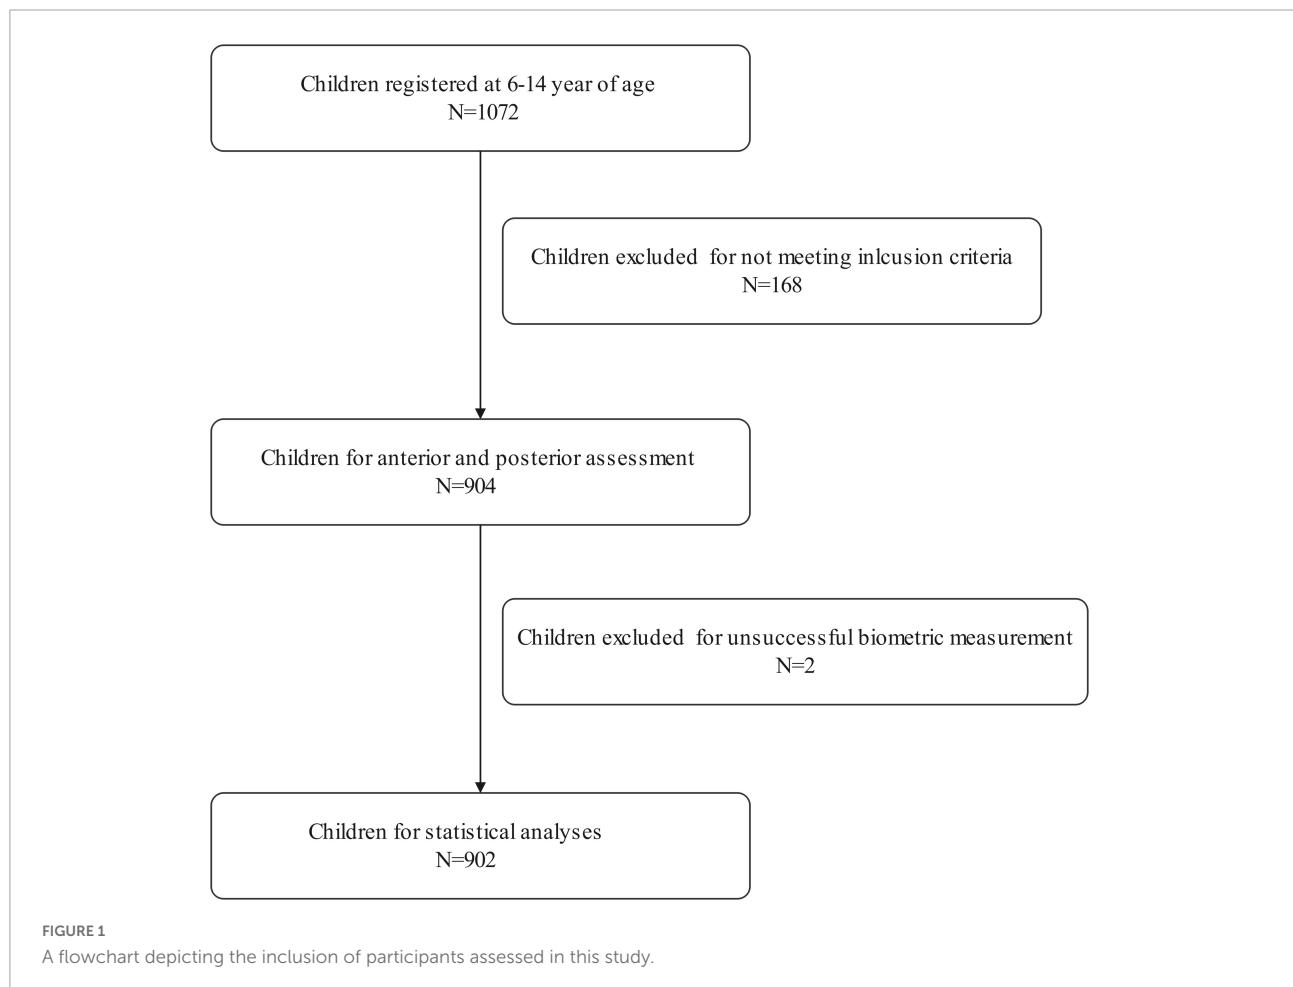 Children registered at 6-14 year of age
N=1072
Children excluded  for not meeting inlcusion criteria
N=168
Children for anterior and posterior assessment
N=904
Children excluded  for unsuccessful biometric measurement
N=2
Children for statistical analyses
N=902
FIGURE 1
A flowchart depicting the inclusion of participants assessed in this study.